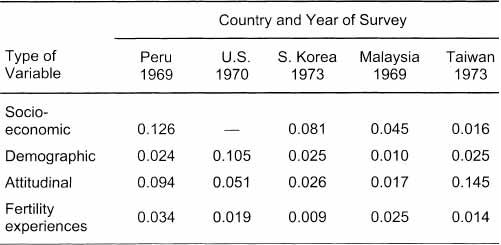 Country and Year of Survey
Type of Variable Peru 1969 U.S. 1970 S. Korea 1973 Malaysia 1969 Taiwan 1973
Socio-
economic 0.126 — 0.081 0.045 0.016
Demographic 0.024 0.105 0.025 0.010 0.025
Attitudinal 0.094 0.051 0.026 0.017 0.145
Fertility
experiences 0.034 0.019 0.009 0.025 0.014